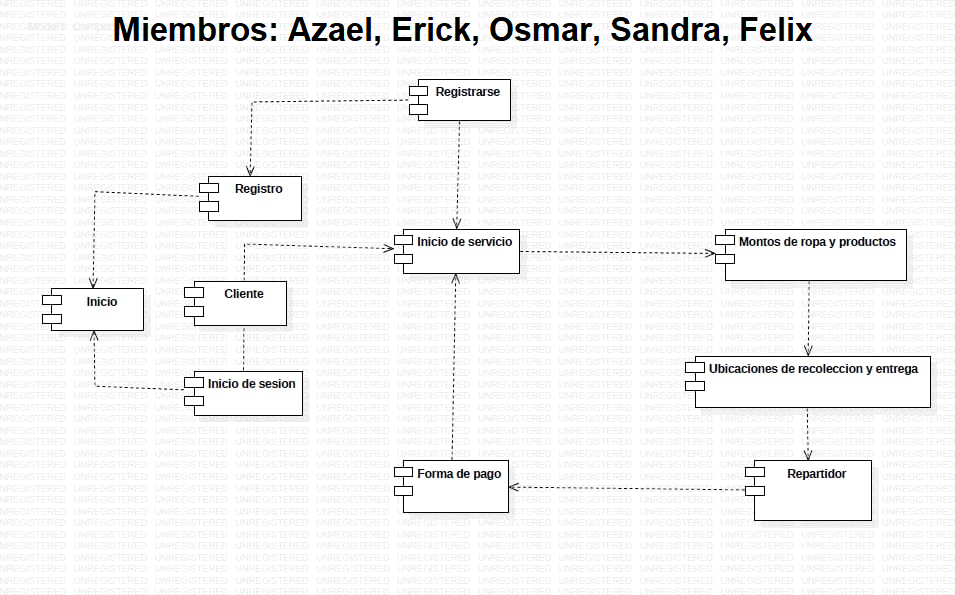 Miembros: Azael, Erick, Osmar, Sandra, Felix
Registrarse
Registro
Inicio de servicio
Montos de ropa y productos
Inicio
Cliente
Ubicaciones de recoleccion y entrega
Inicio de sesion
Forma de pago
Repartidor
UNREGISTERED